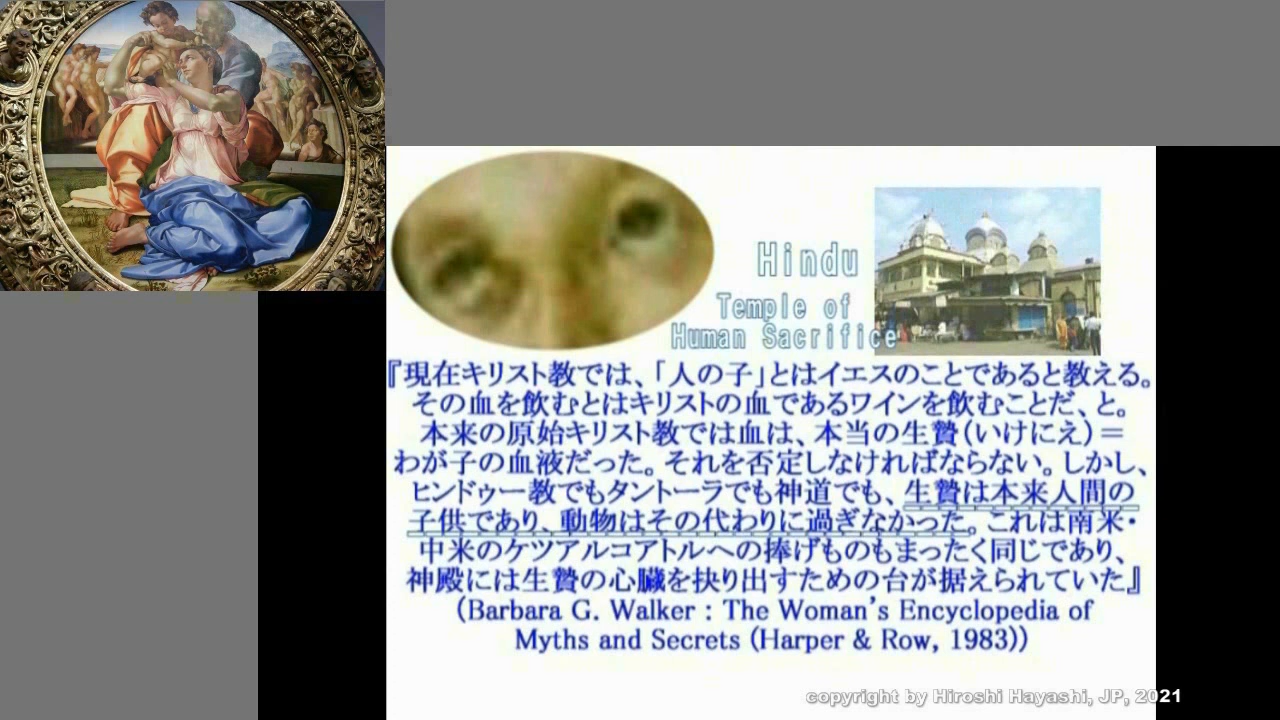 Hindu
Temple of
Human Sacrifice
『現在キリスト教では、「人の子」とはイエスのことであると教える。
その血を飲むとはキリストの血であるワインを飲むことだ、と。
本来の原始キリスト教では血は、本当の生贄（いけにえ）＝
わが子の血液だった。それを否定しなければならない。しかし、
ヒンドゥー教でもタントーラでも神道でも、生贄は本来人間の
子供であり、動物はその代わりに過ぎなかった。これは南米・
中米のケツアルコアトルへの捧げものもまったく同じであり、
神殿には生贄の心臓を抉り出すための台が据えられていた』
(Barbara G. Walker : The Woman's Encyclopedia of
Myths and Secrets (Harper & Row, 1983))
copyright by Hiroshi Hayashi, JP, 2021